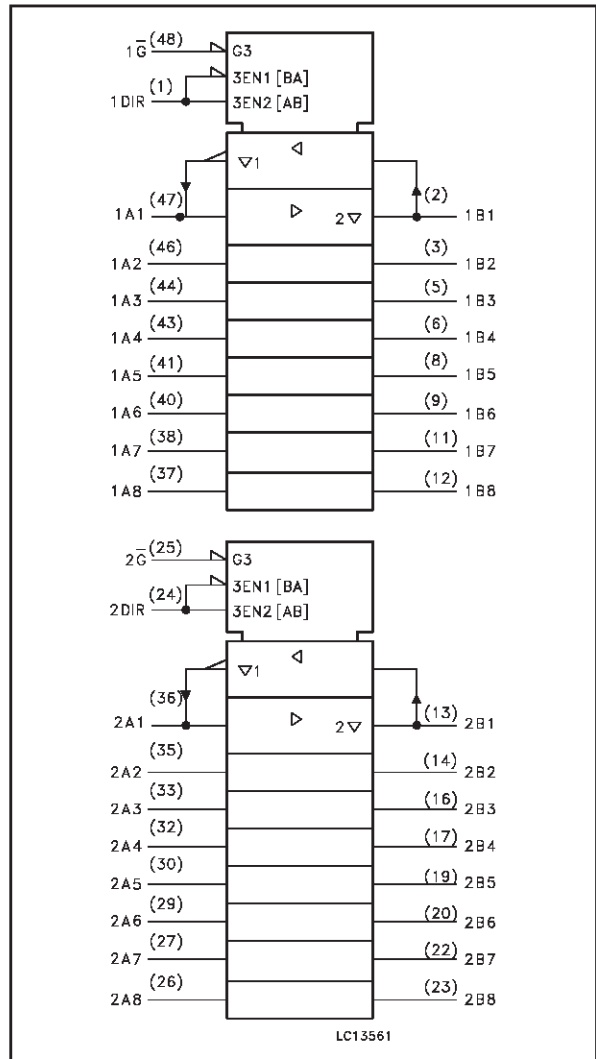 1G̅ (48) G3
3EN1 [BA]
1DIR (1) 3EN2 [AB]
▽1 ◁
1A1 (47) ▷ 2▽ (2) 1B1
1A2 (46) (3) 1B2
1A3 (44) (5) 1B3
1A4 (43) (6) 1B4
1A5 (41) (8) 1B5
1A6 (40) (9) 1B6
1A7 (38) (11) 1B7
1A8 (37) (12) 1B8
2G̅ (25) G3
3EN1 [BA]
2DIR (24) 3EN2 [AB]
▽1 ◁
2A1 (36) ▷ 2▽ (13) 2B1
2A2 (35) (14) 2B2
2A3 (33) (16) 2B3
2A4 (32) (17) 2B4
2A5 (30) (19) 2B5
2A6 (29) (20) 2B6
2A7 (27) (22) 2B7
2A8 (26) (23) 2B8
LC13561